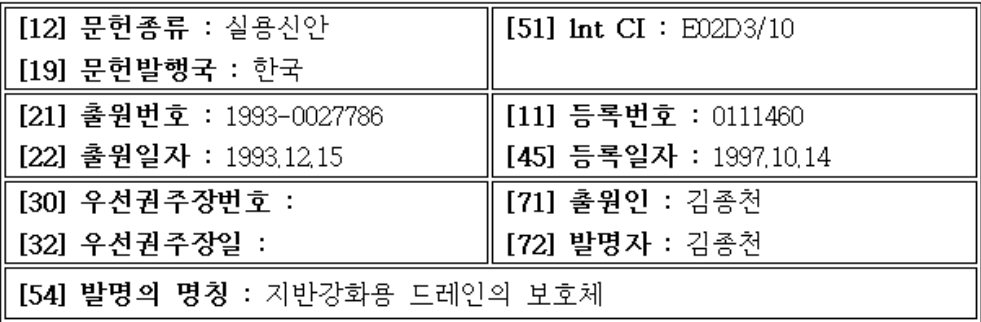 [12] 문헌종류 : 실용신안
[19] 문헌발행국 : 한국
[51] Int CI : E02D3/10
[21] 출원번호 : 1993-0027786
[22] 출원일자 : 1993.12.15
[11] 등록번호 : 0111460
[45] 등록일자 : 1997.10.14
[30] 우선권주장번호 :
[32] 우선권주장일 :
[71] 출원인 : 김종천
[72] 발명자 : 김종천
[54] 발명의 명칭 : 지반강화용 드레인의 보호체